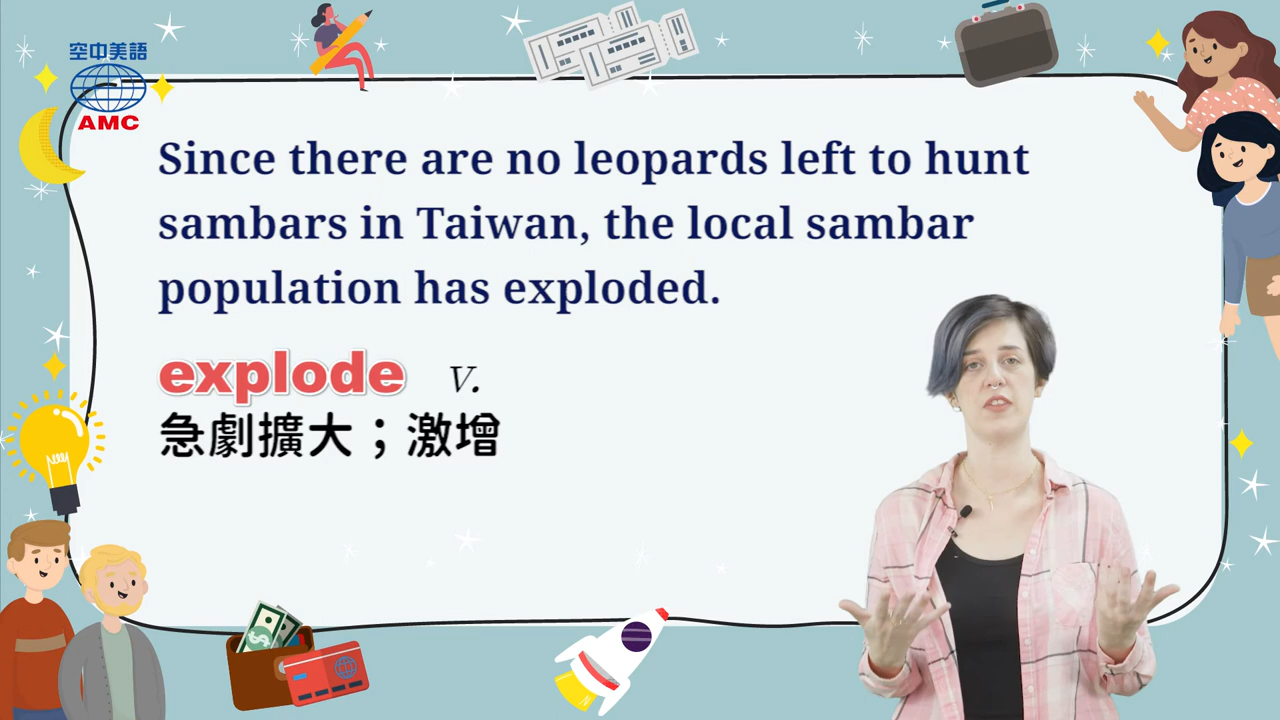 空中美語
AMC
Since there are no leopards left to hunt
sambars in Taiwan, the local sambar
population has exploded.
explode v.
急劇擴大；激增